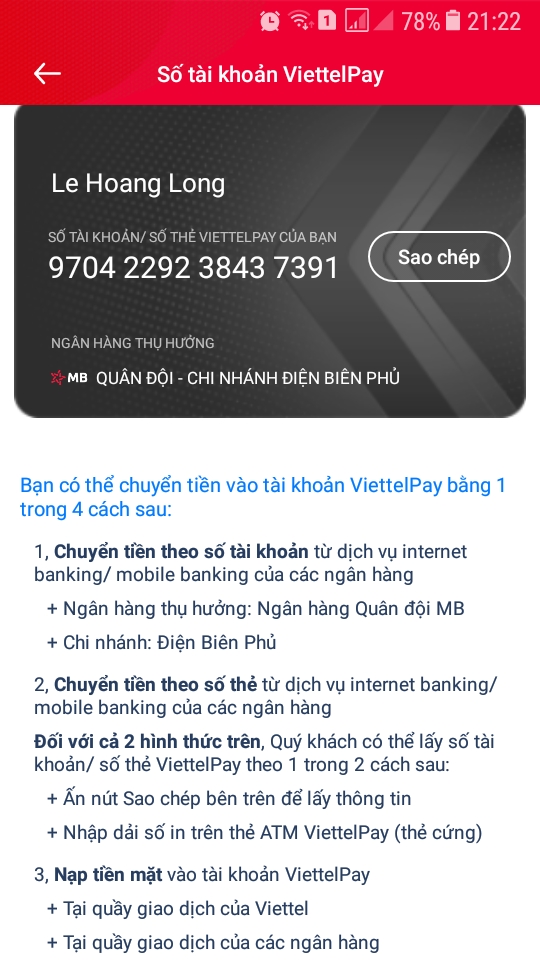 1
78%
21:22
Số tài khoản ViettelPay
Le Hoang Long
SỐ TÀI KHOẢN/ SỐ THẺ VIETTELPAY CỦA BẠN
9704 2292 3843 7391
Sao chép
NGÂN HÀNG THỤ HƯỞNG
MB QUÂN ĐỘI - CHI NHÁNH ĐIỆN BIÊN PHỦ
Bạn có thể chuyển tiền vào tài khoản ViettelPay bằng 1
trong 4 cách sau:
1, Chuyển tiền theo số tài khoản từ dịch vụ internet
banking/ mobile banking của các ngân hàng
+ Ngân hàng thụ hưởng: Ngân hàng Quân đội MB
+ Chi nhánh: Điện Biên Phủ
2, Chuyển tiền theo số thẻ từ dịch vụ internet banking/
mobile banking của các ngân hàng
Đối với cả 2 hình thức trên, Quý khách có thể lấy số tài
khoản/ số thẻ ViettelPay theo 1 trong 2 cách sau:
+ Ấn nút Sao chép bên trên để lấy thông tin
+ Nhập dải số in trên thẻ ATM ViettelPay (thẻ cứng)
3, Nạp tiền mặt vào tài khoản ViettelPay
+ Tại quầy giao dịch của Viettel
+ Tại quầy giao dịch của các ngân hàng